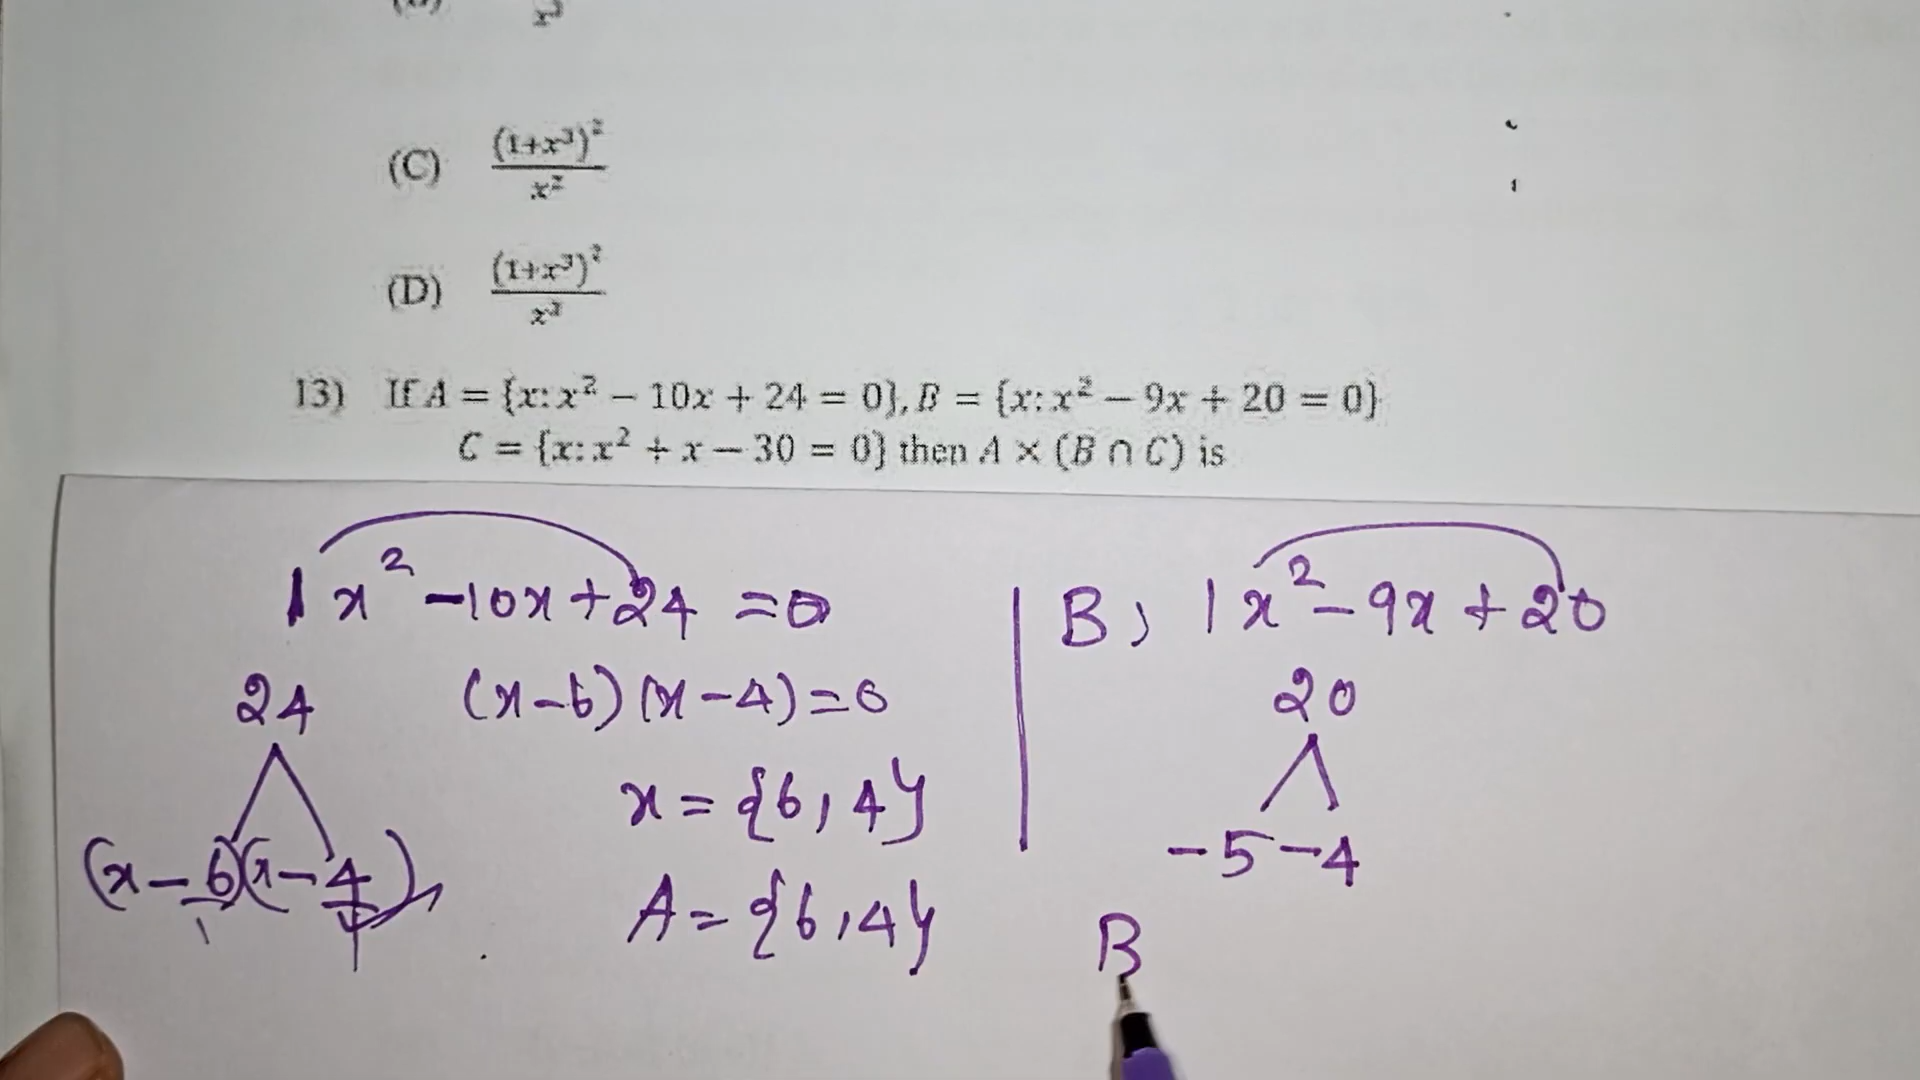 x³
(C) (1+x³)²/x²
(D) (1+x³)²/x³
13) If A = {x: x² − 10x + 24 = 0}, B = {x: x² − 9x + 20 = 0}
C = {x: x² + x − 30 = 0} then A × (B ∩ C) is
1x² −10x+24 =0
24 (x−6)(x−4)=0
x = {6,4}
(x−6)(x−4)
A= {6,4}
B) 1x²−9x+20
20
−5 −4
B